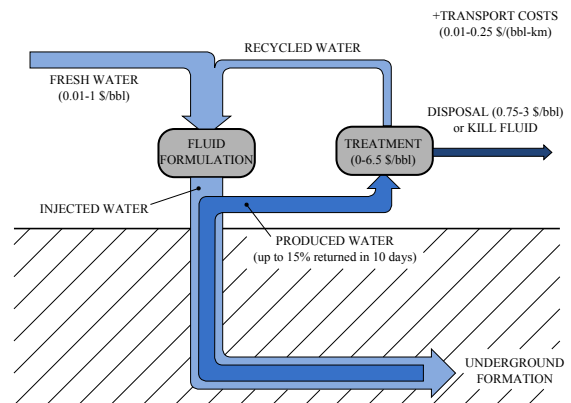 +TRANSPORT COSTS
(0.01-0.25 $/(bbl-km)
RECYCLED WATER
FRESH WATER
(0.01-1 $/bbl)
DISPOSAL (0.75-3 $/bbl)
or KILL FLUID
FLUID
FORMULATION
TREATMENT
(0-6.5 $/bbl)
INJECTED WATER
PRODUCED WATER
(up to 15% returned in 10 days)
UNDERGROUND
FORMATION